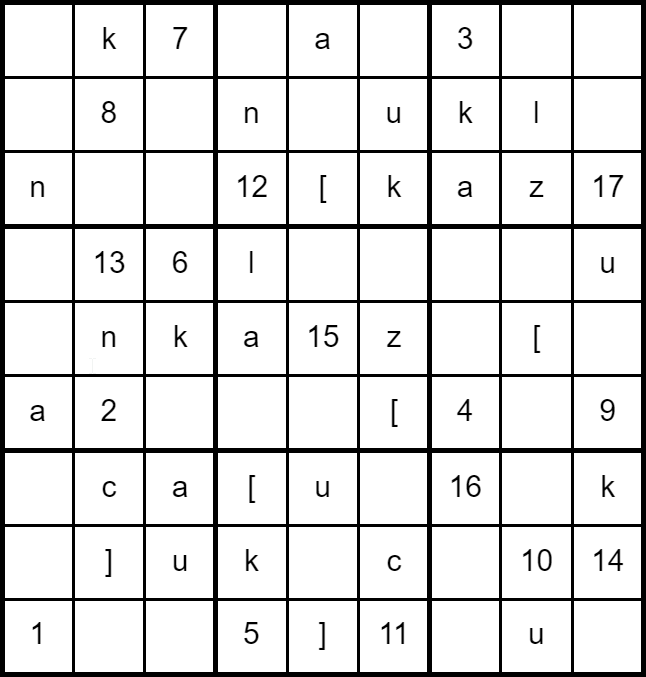 k 7 a 3
8 n u k l
n 12 [ k a z 17
13 6 l u
n k a 15 z [
a 2 [ 4 9
c a [ u 16 k
] u k c 10 14
1 5 ] 11 u